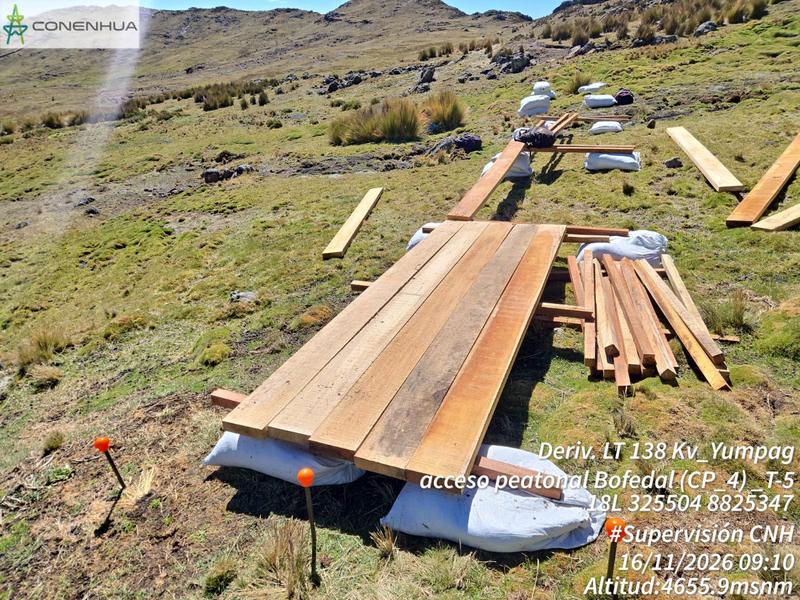 CONENHUA
Deriv. LT 138 Kv_Yumpag
acceso peatonal Bofedal (CP_4)_ T-5
18L 325504 8825347
#Supervisión CNH
16/11/2026 09:10
Altitud:4655.9msnm